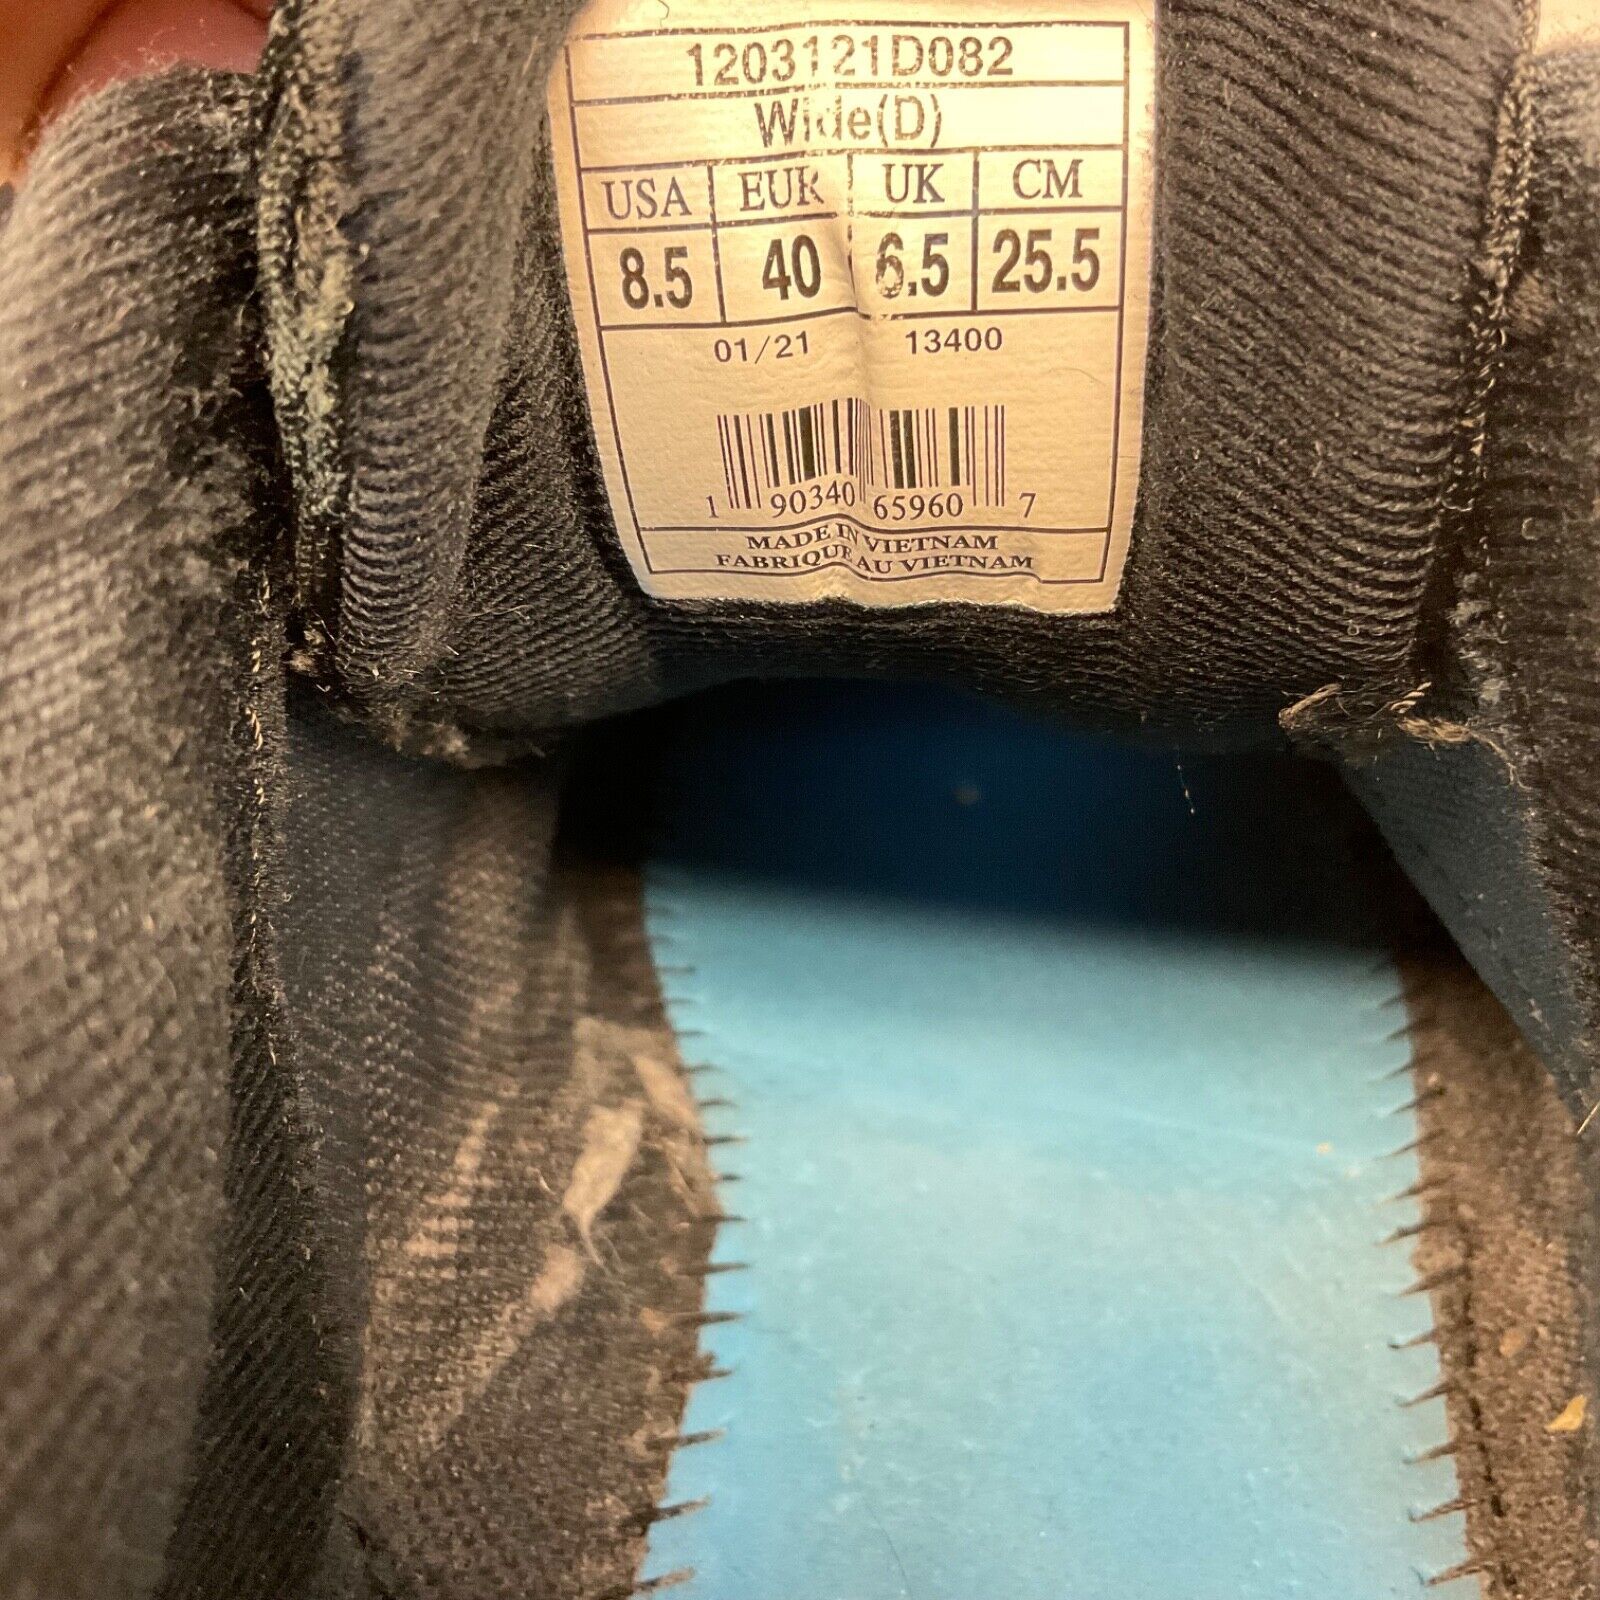 1203121D082
Wide(D)
USA EUR UK CM
8.5 40 6.5 25.5
01/21 13400
1 90340 65960 7
MADE IN VIETNAM
FABRIQUE AU VIETNAM